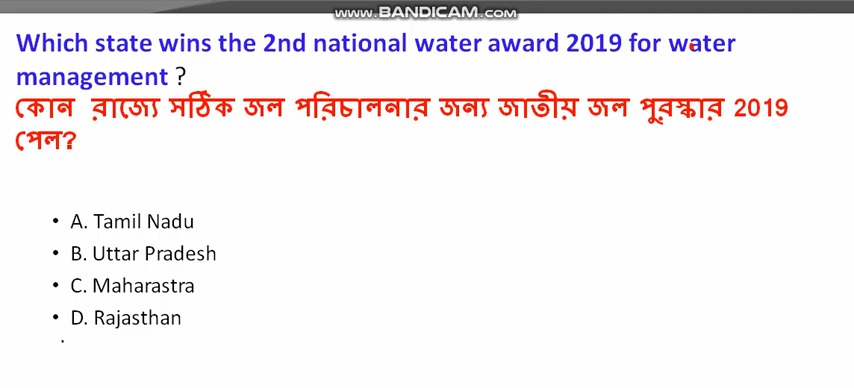 WWW.BANDICAM.COM
Which state wins the 2nd national water award 2019 for water
management ?
কোন রাজ্যে সঠিক জল পরিচালনার জন্য জাতীয় জল পুরস্কার 2019
পেল?
• A. Tamil Nadu
• B. Uttar Pradesh
• C. Maharastra
• D. Rajasthan